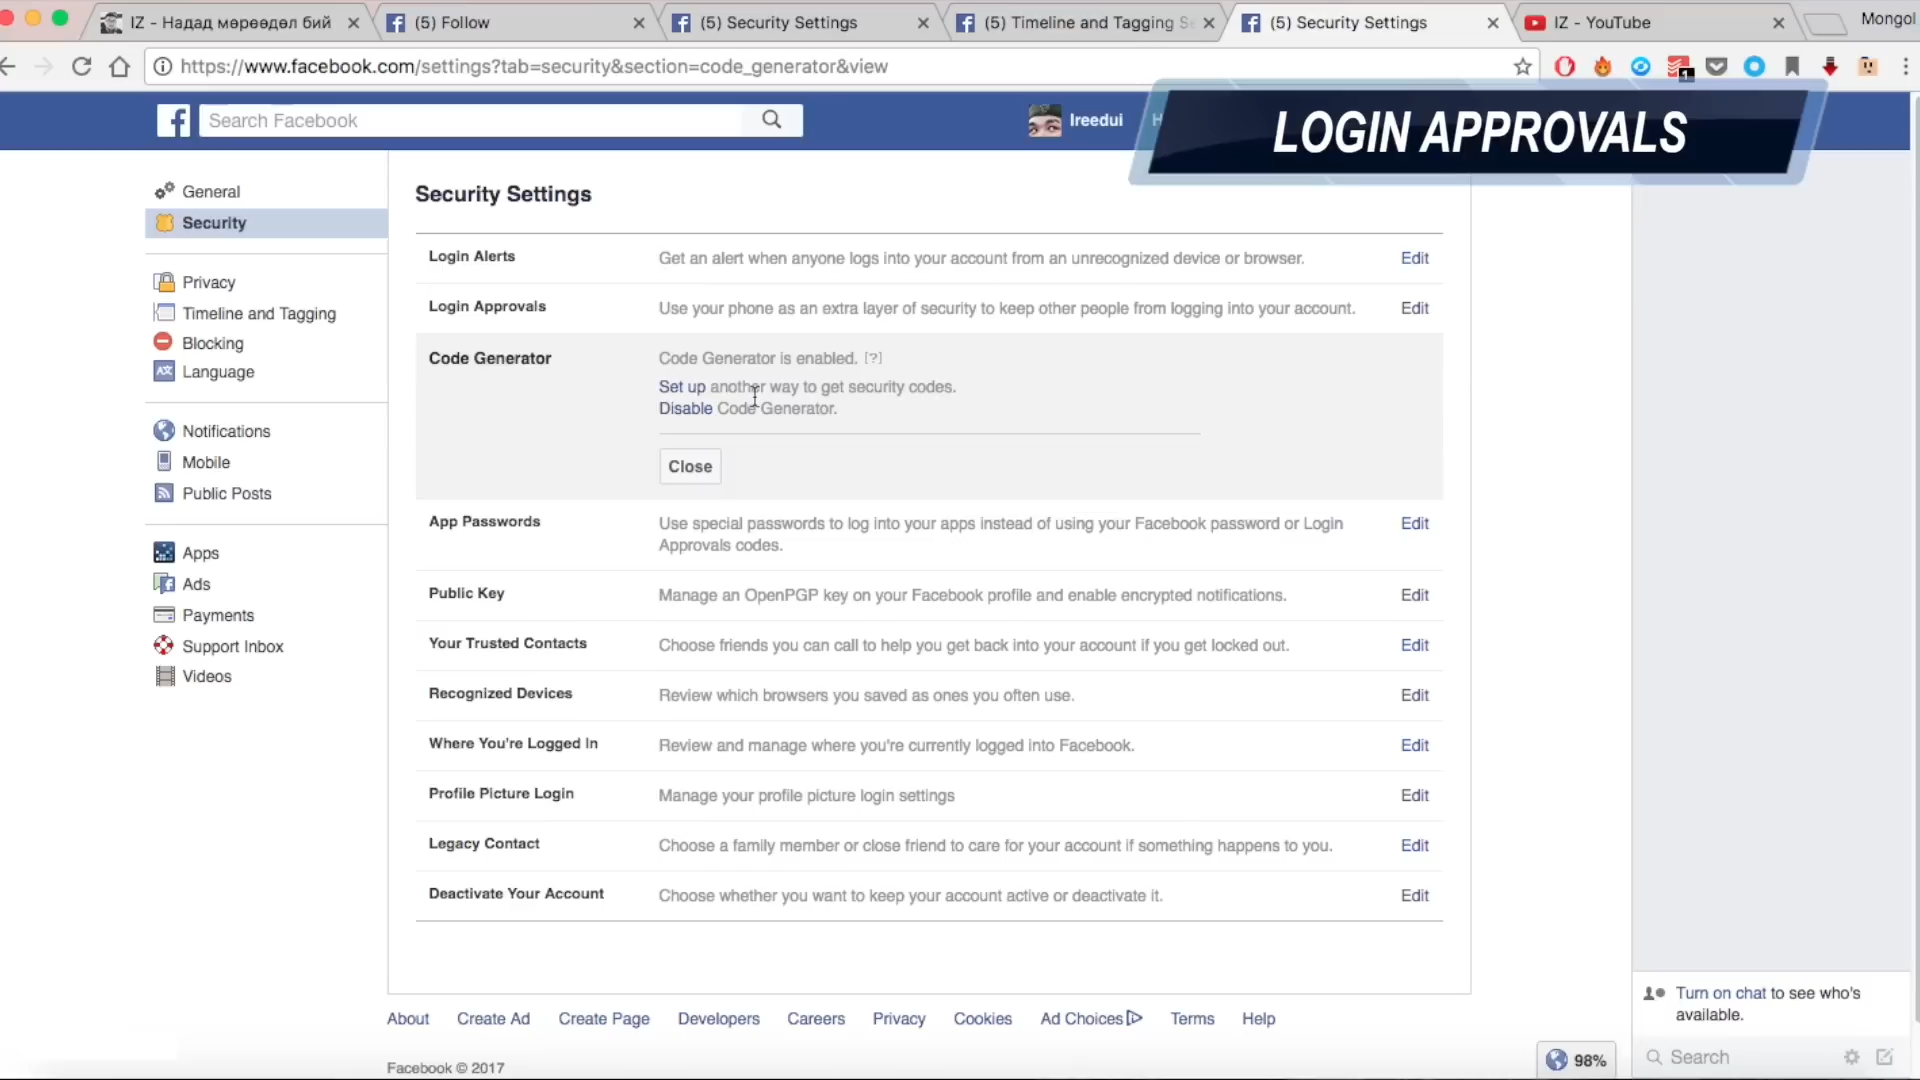 IZ - Надад мөрөөдөл бий
(5) Follow
(5) Security Settings
(5) Timeline and Tagging Se
(5) Security Settings
IZ - YouTube
Mongol
https://www.facebook.com/settings?tab=security&section=code_generator&view
1
Search Facebook
Ireedui
H
LOGIN APPROVALS
General
Security
Privacy
Timeline and Tagging
Blocking
Language
Notifications
Mobile
Public Posts
Apps
Ads
Payments
Support Inbox
Videos
Security Settings
Login Alerts
Get an alert when anyone logs into your account from an unrecognized device or browser.
Edit
Login Approvals
Use your phone as an extra layer of security to keep other people from logging into your account.
Edit
Code Generator
Code Generator is enabled. [?]
Set up another way to get security codes.
Disable Code Generator.
Close
App Passwords
Use special passwords to log into your apps instead of using your Facebook password or Login
Approvals codes.
Edit
Public Key
Manage an OpenPGP key on your Facebook profile and enable encrypted notifications.
Edit
Your Trusted Contacts
Choose friends you can call to help you get back into your account if you get locked out.
Edit
Recognized Devices
Review which browsers you saved as ones you often use.
Edit
Where You're Logged In
Review and manage where you're currently logged into Facebook.
Edit
Profile Picture Login
Manage your profile picture login settings
Edit
Legacy Contact
Choose a family member or close friend to care for your account if something happens to you.
Edit
Deactivate Your Account
Choose whether you want to keep your account active or deactivate it.
Edit
About
Create Ad
Create Page
Developers
Careers
Privacy
Cookies
Ad Choices
Terms
Help
Facebook © 2017
Turn on chat to see who's
available.
98%
Search